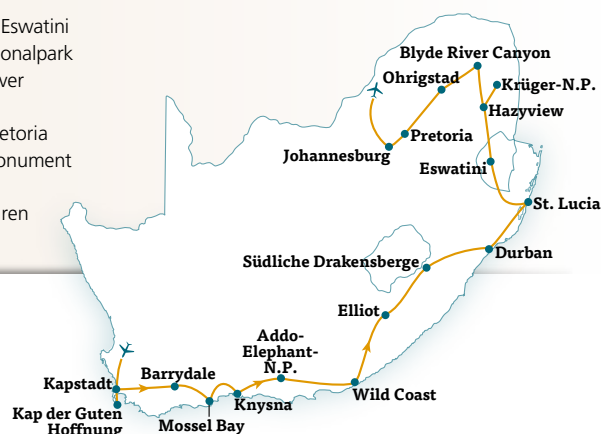 Eswatini
onalpark
ver
etoria
onument
ren
Blyde River Canyon
Ohrigstad
Krüger-N.P.
Hazyview
Pretoria
Johannesburg
Eswatini
St. Lucia
Durban
Südliche Drakensberge
Elliot
Addo-
Elephant-
N.P.
Barrydale
Kapstadt
Wild Coast
Knysna
Kap der Guten
Hoffnung
Mossel Bay